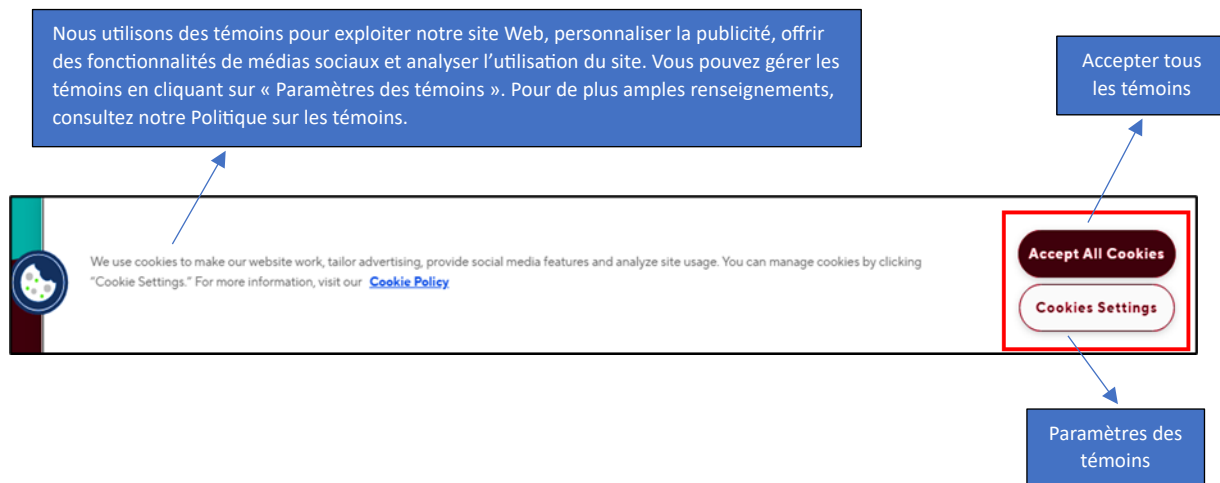 Nous utilisons des témoins pour exploiter notre site Web, personnaliser la publicité, offrir
des fonctionnalités de médias sociaux et analyser l’utilisation du site. Vous pouvez gérer les
témoins en cliquant sur « Paramètres des témoins ». Pour de plus amples renseignements,
consultez notre Politique sur les témoins.
Accepter tous
les témoins
We use cookies to make our website work, tailor advertising, provide social media features and analyze site usage. You can manage cookies by clicking
"Cookie Settings." For more information, visit our Cookie Policy
Accept All Cookies
Cookies Settings
Paramètres des
témoins